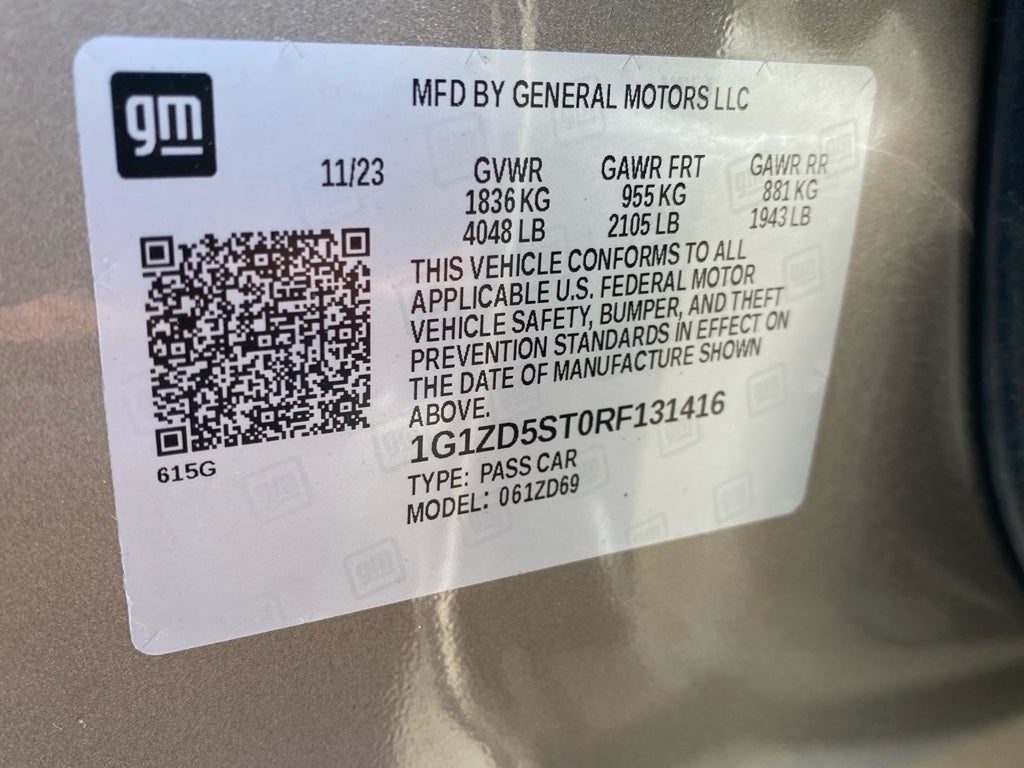 gm
MFD BY GENERAL MOTORS LLC
11/23 GVWR GAWR FRT GAWR RR
1836 KG 955 KG 881 KG
4048 LB 2105 LB 1943 LB
THIS VEHICLE CONFORMS TO ALL
APPLICABLE U.S. FEDERAL MOTOR
VEHICLE SAFETY, BUMPER, AND THEFT
PREVENTION STANDARDS IN EFFECT ON
THE DATE OF MANUFACTURE SHOWN
ABOVE.
1G1ZD5ST0RF131416
TYPE: PASS CAR
MODEL: 061ZD69
615G